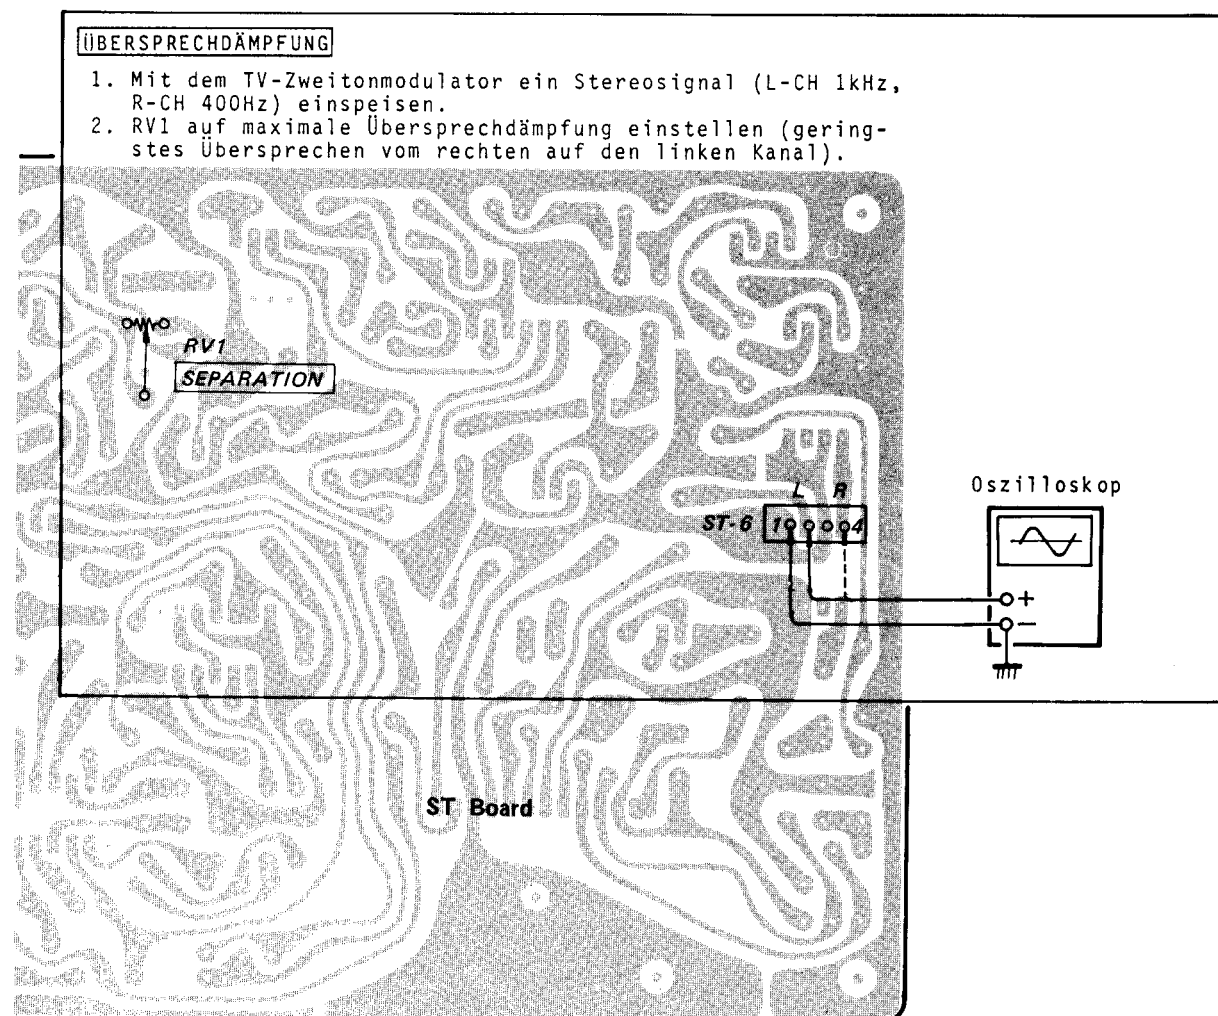 ÜBERSPRECHDÄMPFUNG
1. Mit dem TV-Zweitonmodulator ein Stereosignal (L-CH 1kHz,
R-CH 400Hz) einspeisen.
2. RV1 auf maximale Übersprechdämpfung einstellen (gering-
stes Übersprechen vom rechten auf den linken Kanal).
RV1
SEPARATION
L R
ST-6 1 4
Oszilloskop
+
−
ST Board